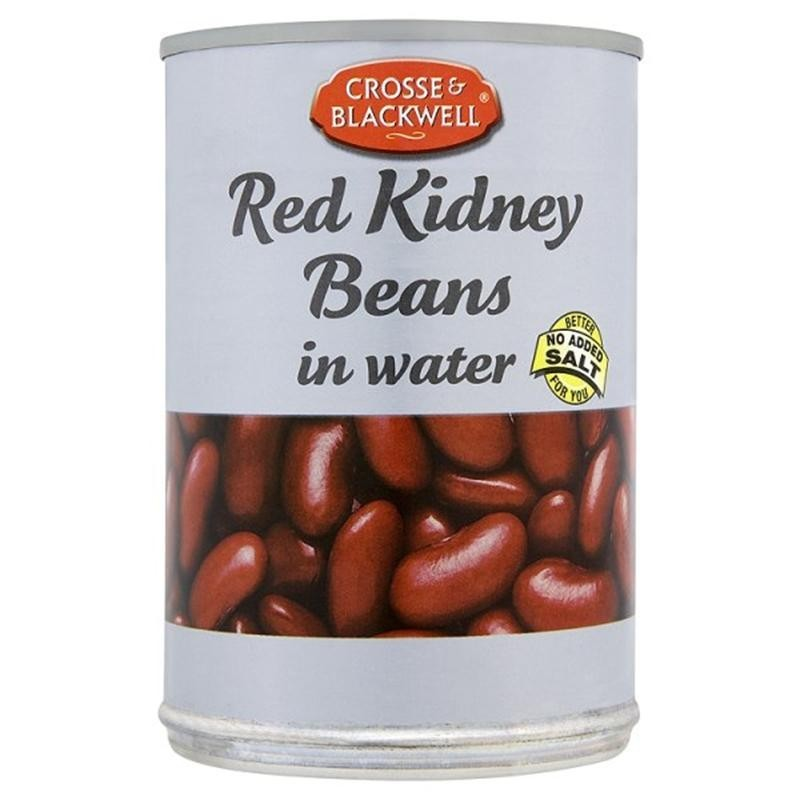 CROSSE &
BLACKWELL®
Red Kidney
Beans
in water
BETTER
NO ADDED
SALT
FOR YOU